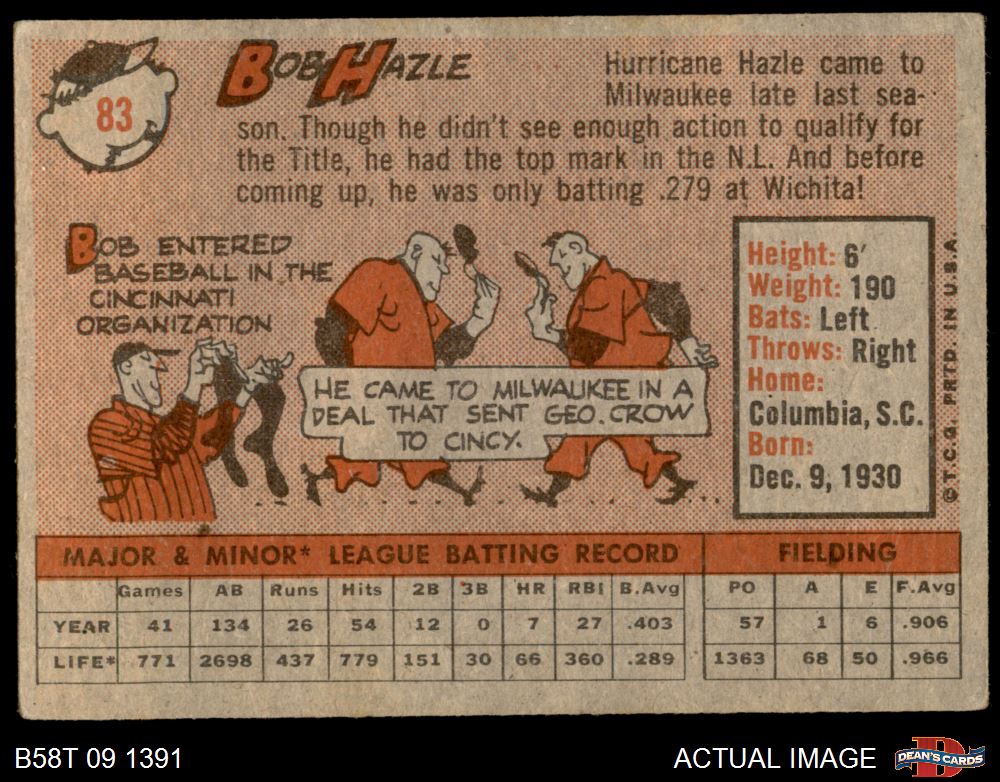 83
BOB HAZLE
Hurricane Hazle came to
Milwaukee late last sea-
son. Though he didn't see enough action to qualify for
the Title, he had the top mark in the N.L. And before
coming up, he was only batting .279 at Wichita!
BOB ENTERED
BASEBALL IN THE
CINCINNATI
ORGANIZATION
HE CAME TO MILWAUKEE IN A
DEAL THAT SENT GEO. CROW
TO CINCY.
Height: 6'
Weight: 190
Bats: Left
Throws: Right
Home:
Columbia, S.C.
Born:
Dec. 9, 1930
©T.C.G. PRTD. IN U.S.A.
MAJOR & MINOR* LEAGUE BATTING RECORD FIELDING
Games AB Runs Hits 2B 3B HR RBI B.Avg PO A E F.Avg
YEAR 41 134 26 54 12 0 7 27 .403 57 1 6 .906
LIFE* 771 2698 437 779 151 30 66 360 .289 1363 68 50 .966
B58T 09 1391
ACTUAL IMAGE
D
DEAN'S CARDS